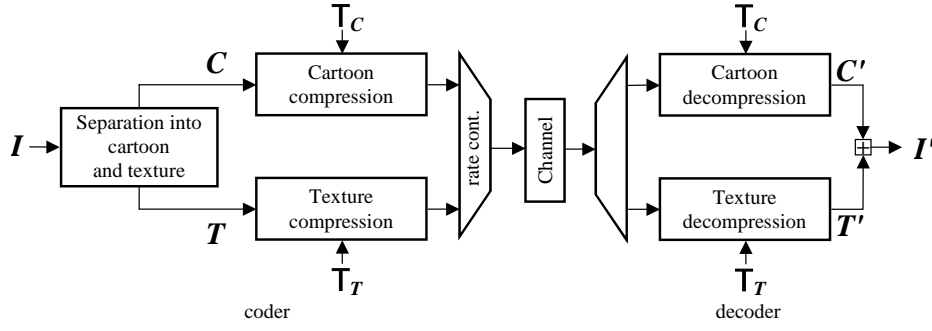 T_C
T_C
C
Cartoon
compression
Cartoon
decompression
C'
I
Separation into
cartoon
and texture
rate cont.
Channel
+
I'
T
Texture
compression
Texture
decompression
T'
T_T
T_T
coder
decoder